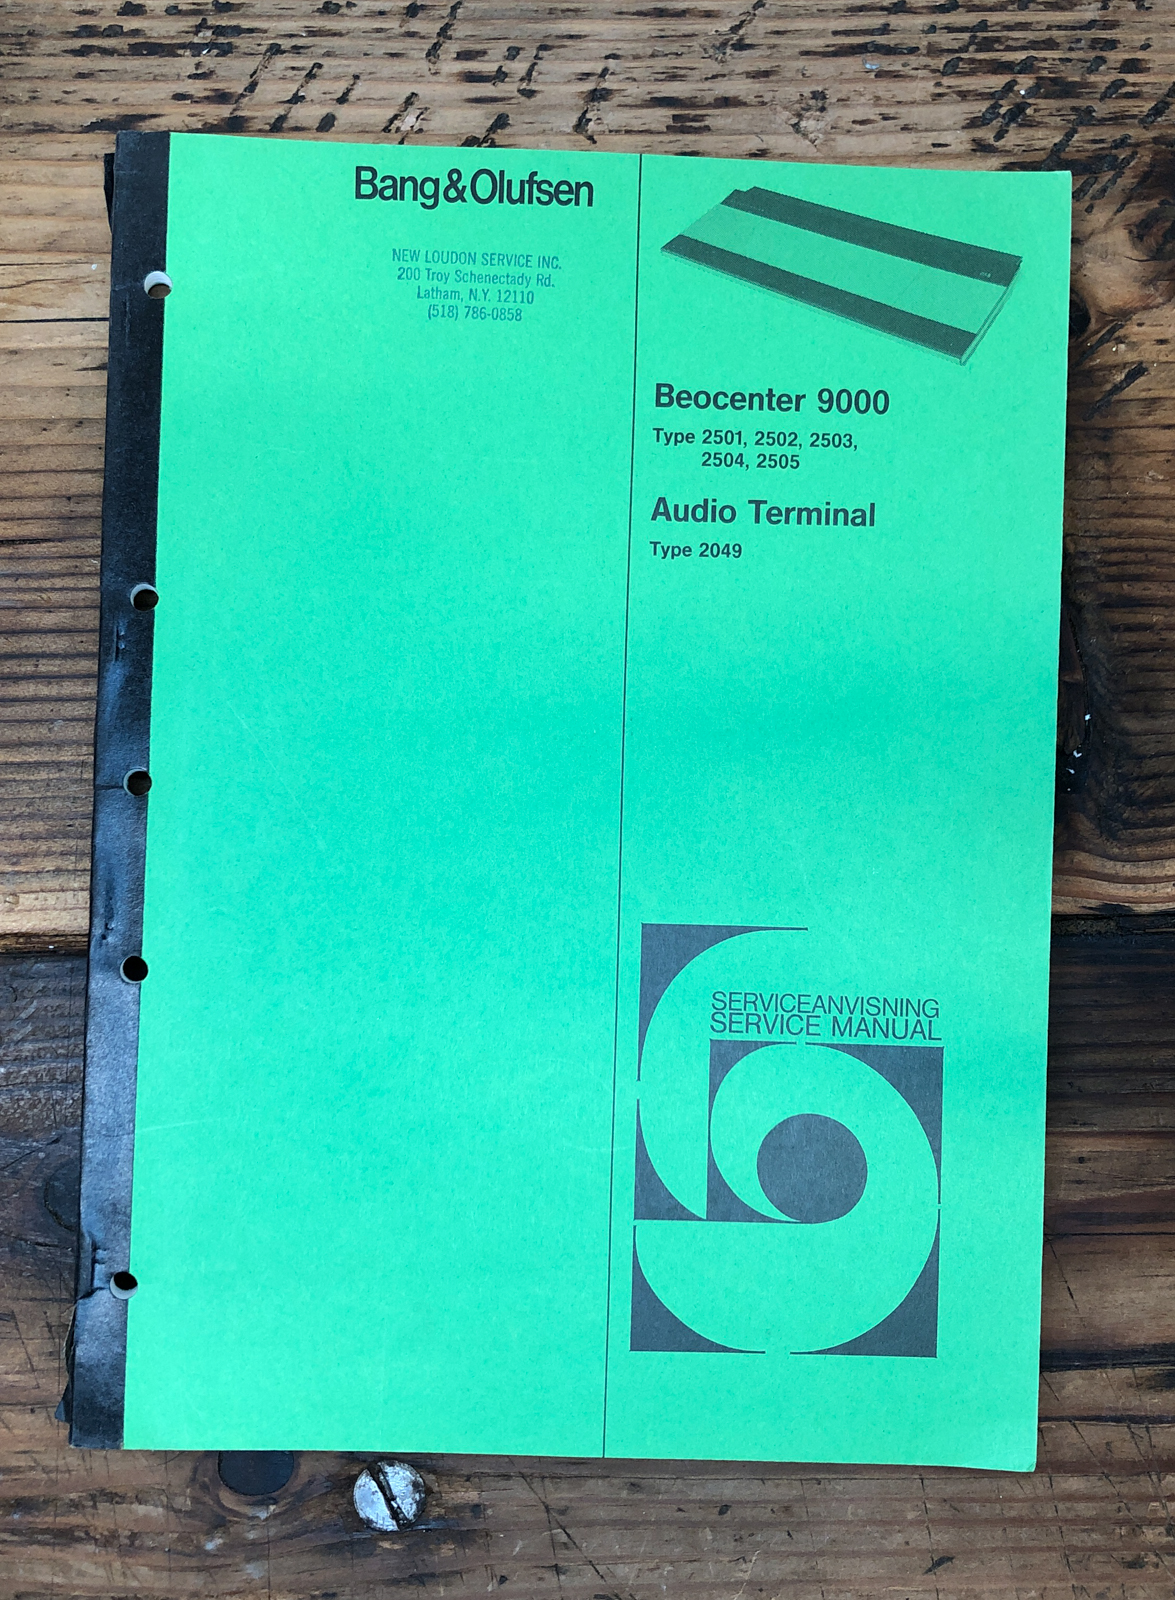 Bang&Olufsen
NEW LOUDON SERVICE INC.
200 Troy Schenectady Rd.
Latham, N.Y. 12110
(518) 786-0858
Beocenter 9000
Type 2501, 2502, 2503,
2504, 2505
Audio Terminal
Type 2049
SERVICEANVISNING
SERVICE MANUAL